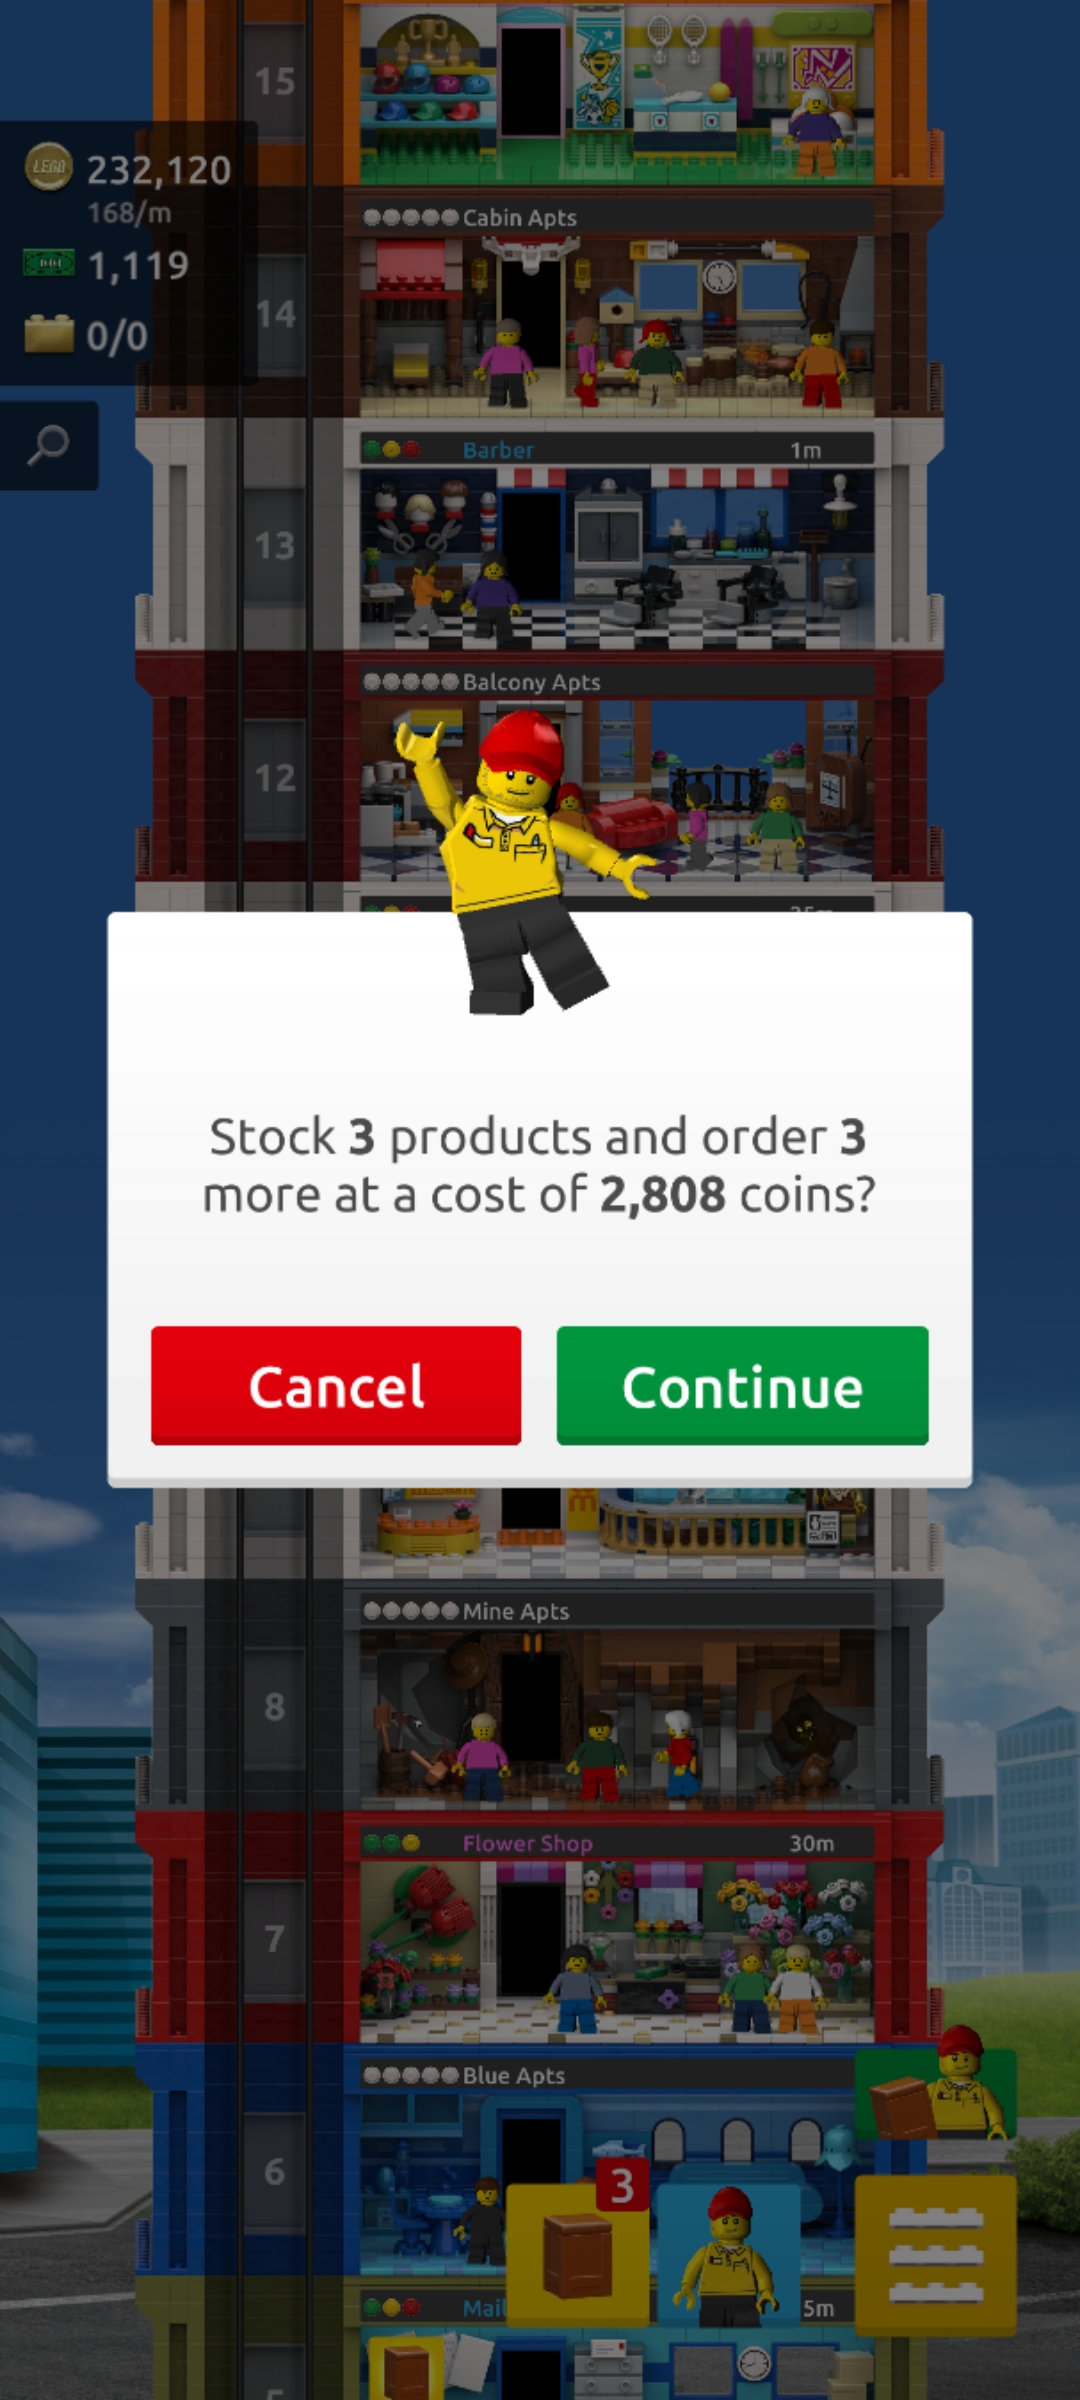 15
LEGO 232,120
168/m
1,119
0/0
Cabin Apts
14
Barber 1m
13
Balcony Apts
12
Stock 3 products and order 3
more at a cost of 2,808 coins?
Cancel Continue
Mine Apts
8
Flower Shop 30m
7
Blue Apts
6
3
Mail 5m